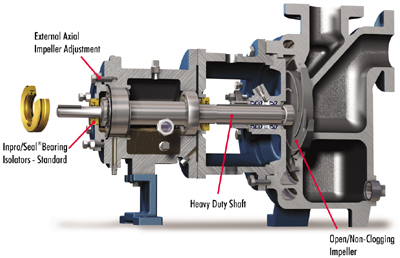 External Axial
Impeller Adjustment
Inpro/Seal® Bearing
Isolators - Standard
Heavy Duty Shaft
Open/Non-Clogging
Impeller